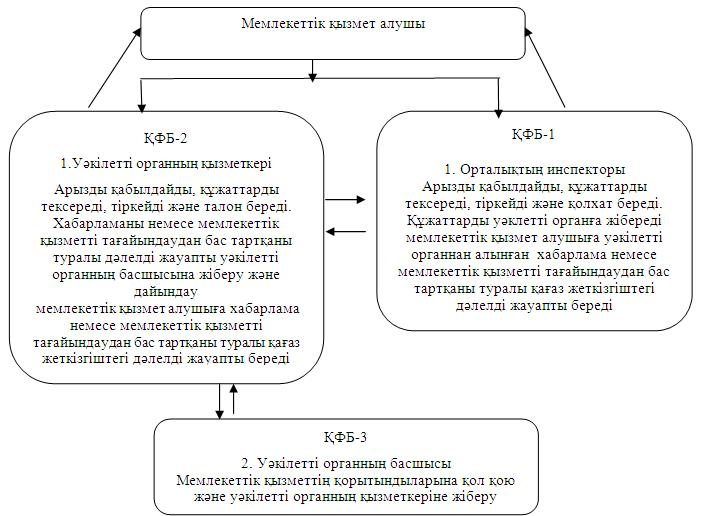 Мемлекеттік қызмет алушы
ҚФБ-2
1.Уәкілетті органның қызметкері
Арызды қабылдайды, құжаттарды
тексереді, тіркейді және талон береді.
Хабарламаны немесе мемлекеттік
қызметті тағайындаудан бас тартқаны
туралы дәлелді жауапты уәкілетті
органның басшысына жіберу және
дайындау
мемлекеттік қызмет алушыға хабарлама
немесе мемлекеттік қызметті
тағайындаудан бас тартқаны туралы қағаз
жеткізгіштегі дәлелді жауапты береді
ҚФБ-1
1. Орталықтың инспекторы
Арызды қабылдайды, құжаттарды
тексереді, тіркейді және қолхат береді.
Құжаттарды уәклетті органға жібереді
мемлекеттік қызмет алушыға уәкілетті
органнан алынған хабарлама немесе
мемлекеттік қызметті тағайындаудан бас
тартқаны туралы қағаз жеткізгіштегі
дәлелді жауапты береді
ҚФБ-3
2. Уәкілетті органның басшысы
Мемлекеттік қызметтің қорытындыларына қол қою
және уәкілетті органның қызметкеріне жіберу